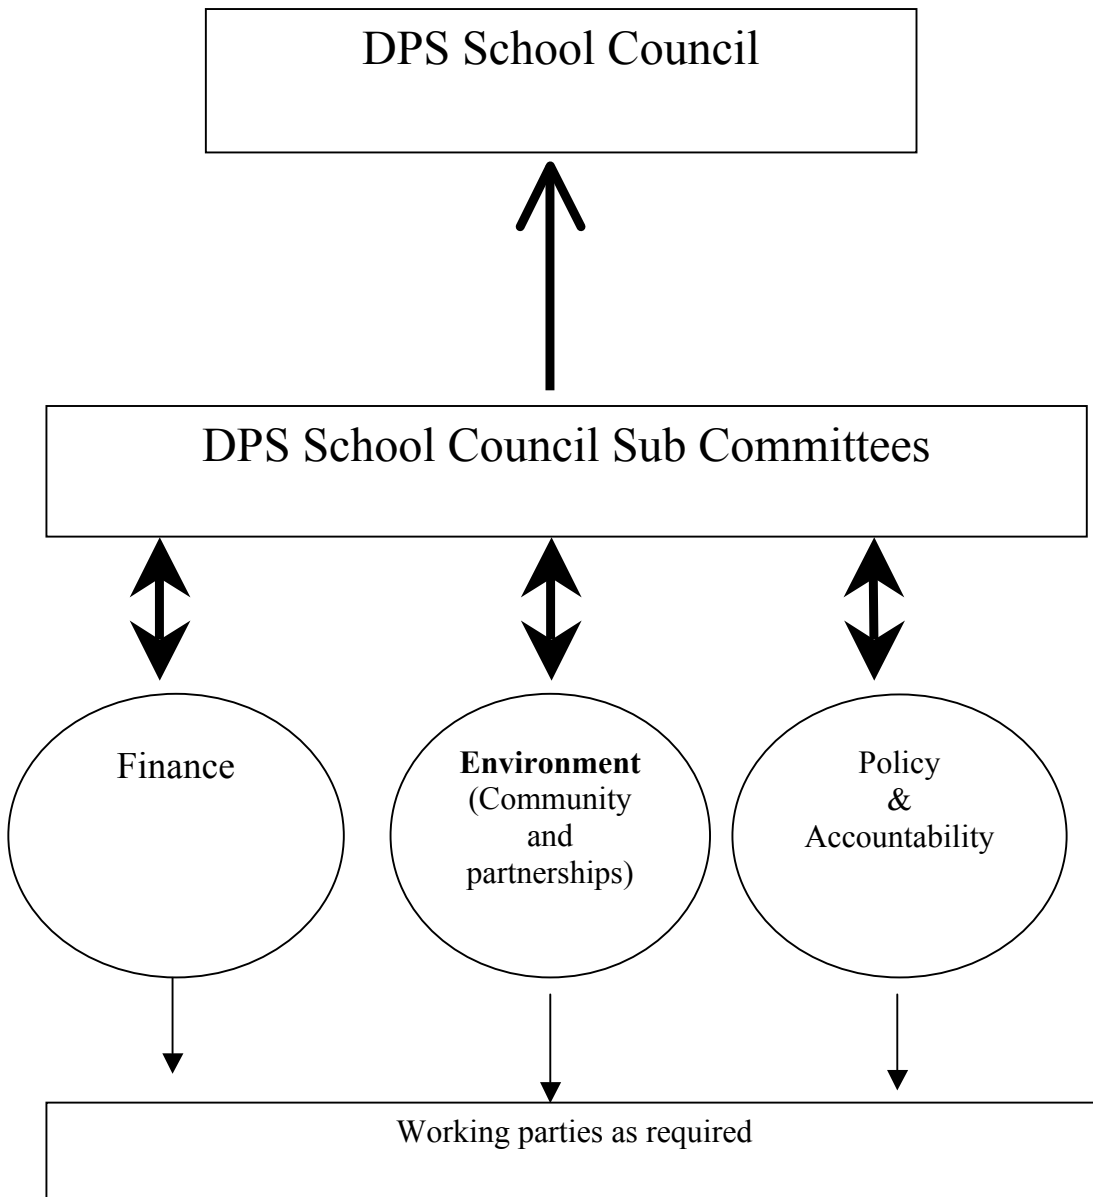 DPS School Council
DPS School Council Sub Committees
Finance
Environment
(Community
and
partnerships)
Policy
&
Accountability
Working parties as required